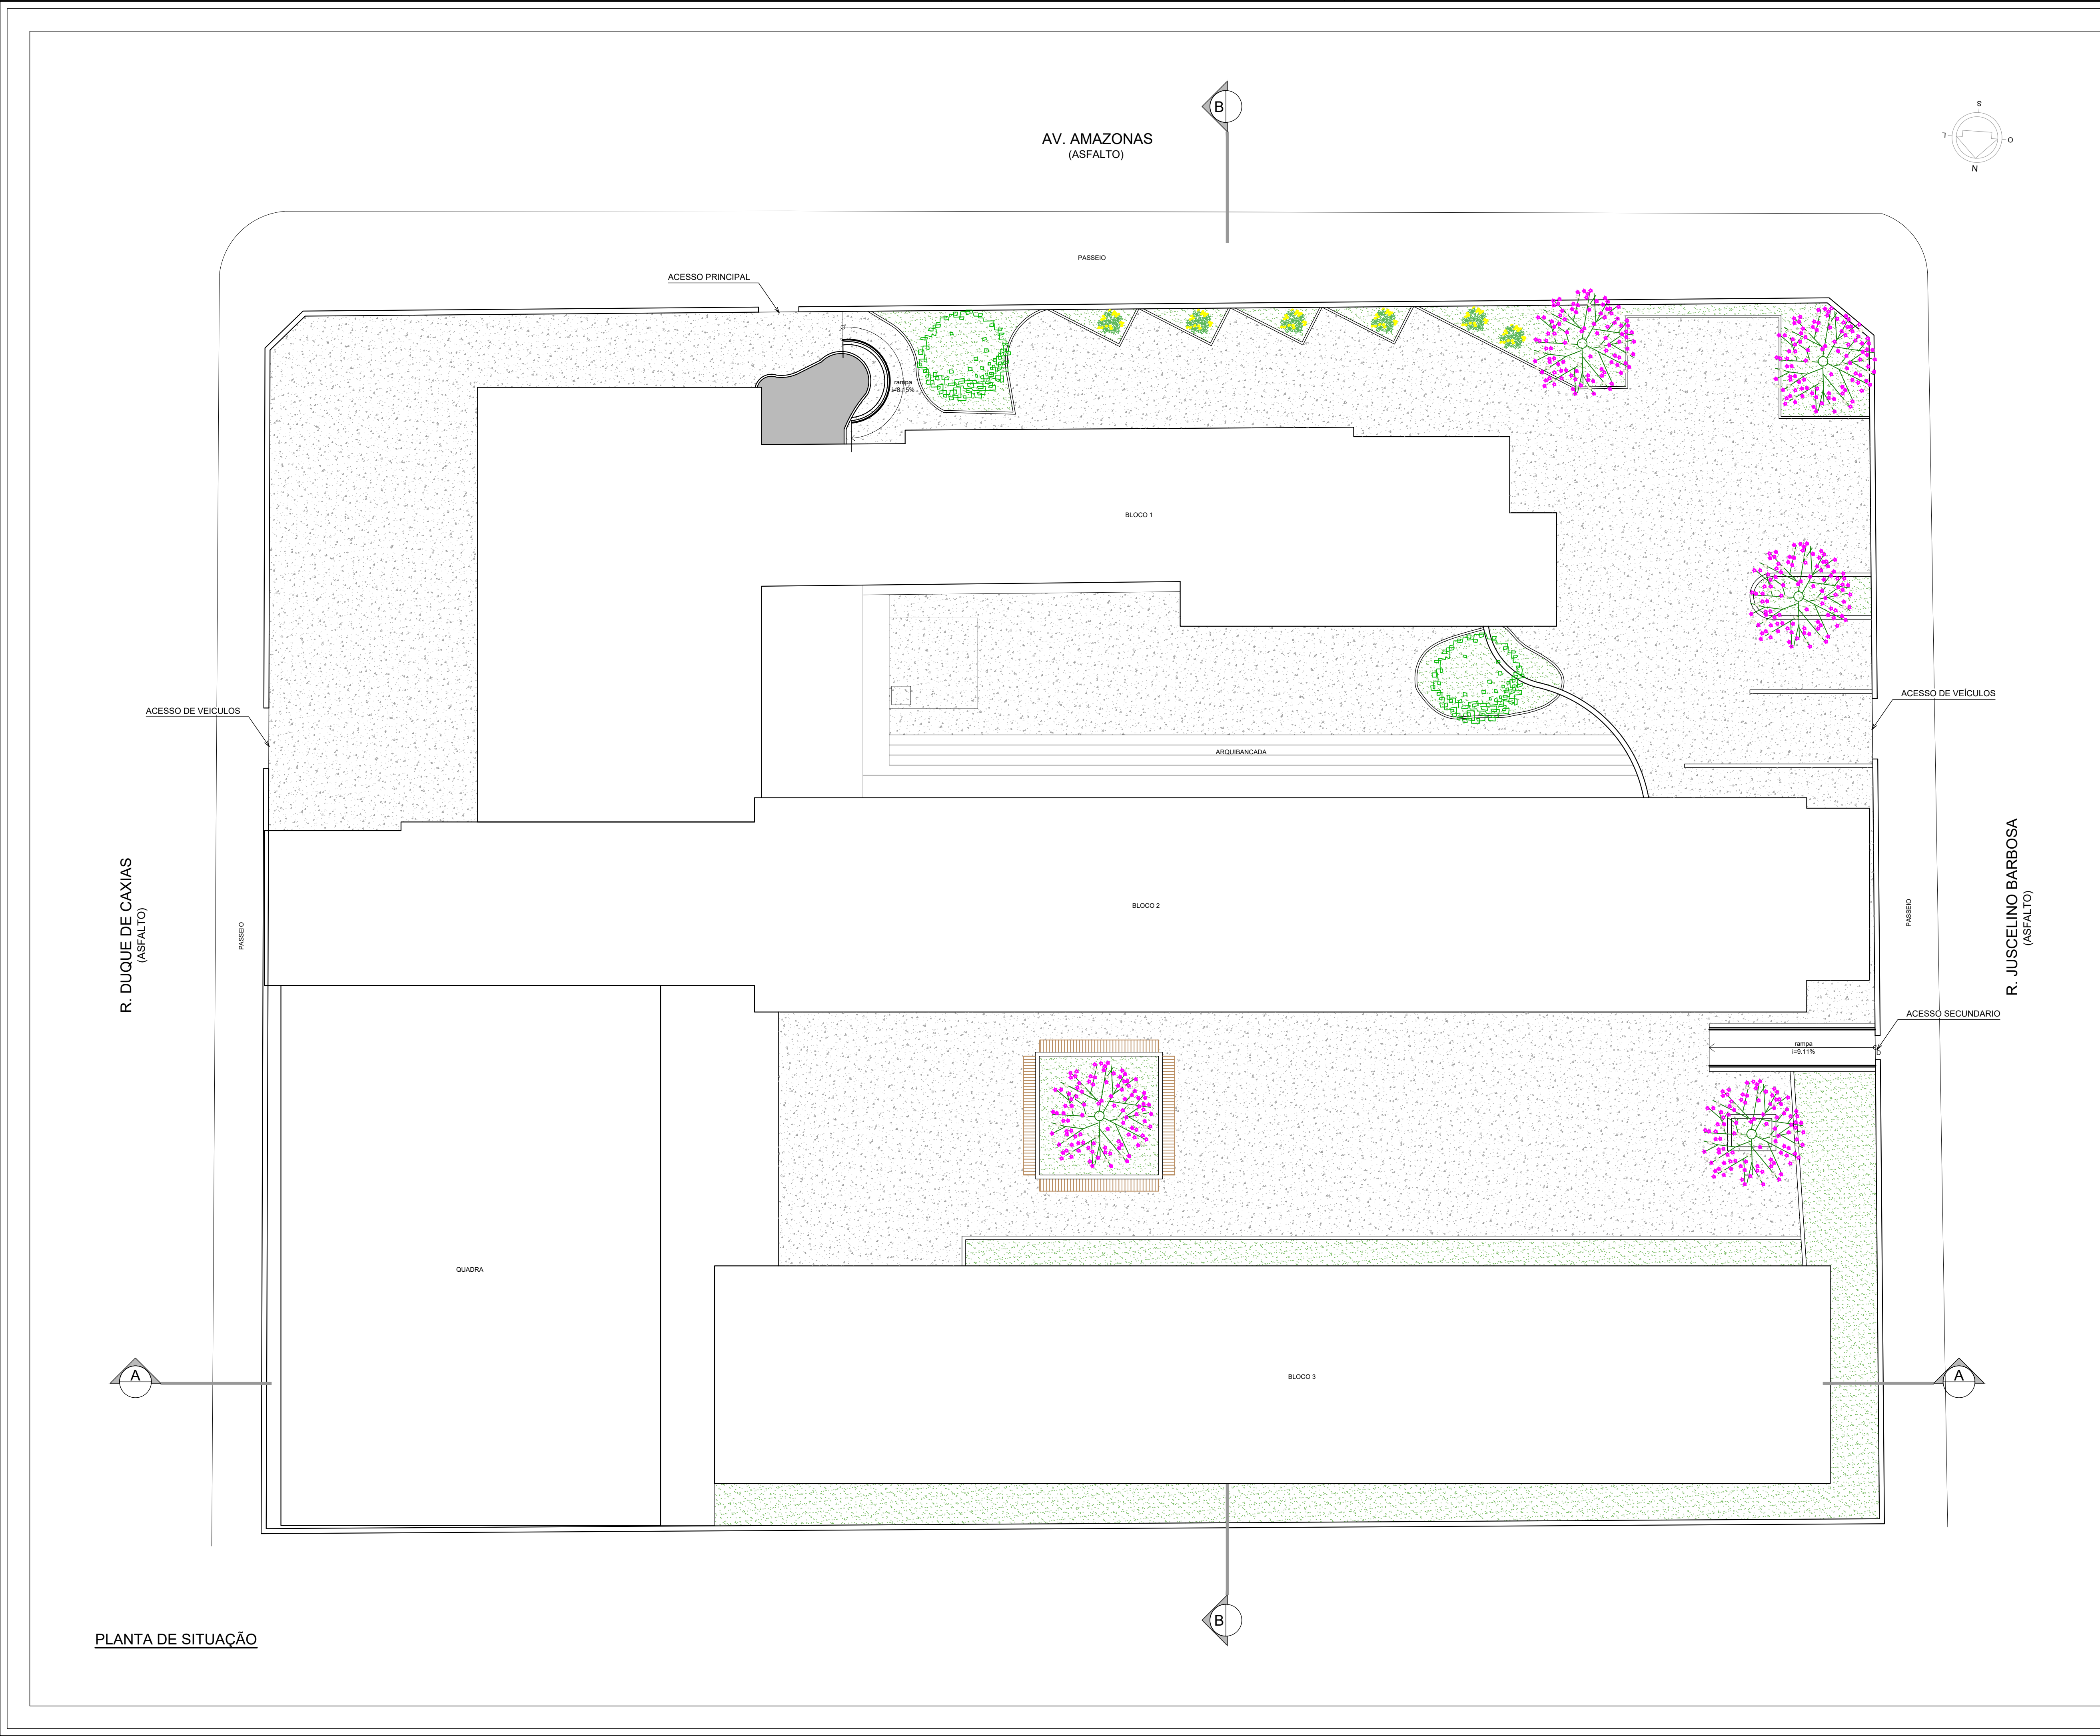 B
S
AV. AMAZONAS
(ASFALTO)
L
O
N
PASSEIO
ACESSO PRINCIPAL
rampa
i=8.15%
BLOCO 1
ACESSO DE VEICULOS
ACESSO DE VEÍCULOS
ARQUIBANCADA
R. DUQUE DE CAXIAS
(ASFALTO)
PASSEIO
BLOCO 2
PASSEIO
R. JUSCELINO BARBOSA
(ASFALTO)
ACESSO SECUNDARIO
rampa
i=9.11%
D
QUADRA
A
BLOCO 3
A
B
PLANTA DE SITUAÇÃO